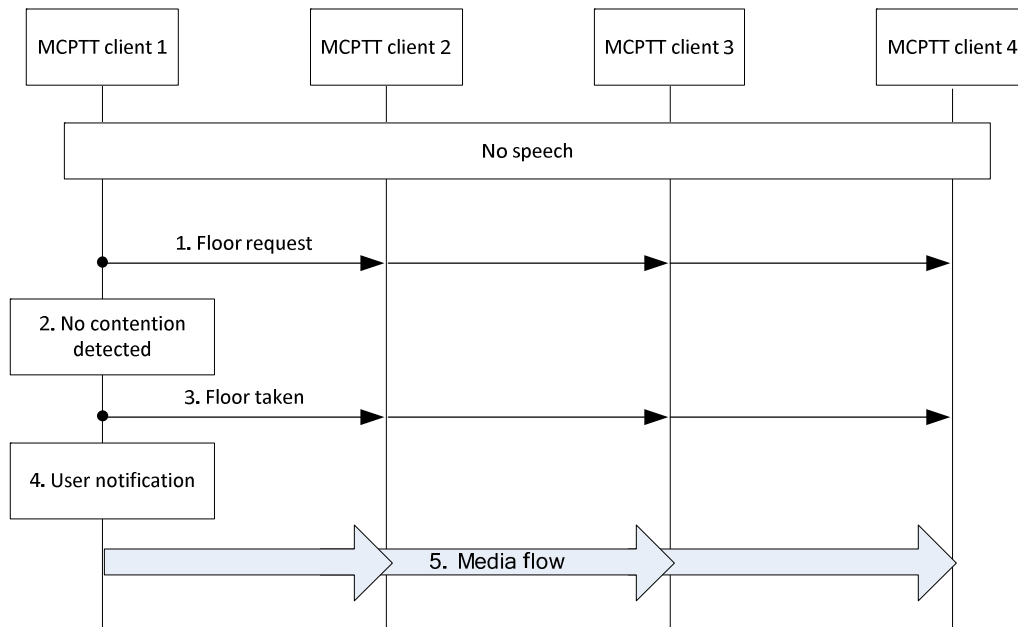 MCPTT client 1
MCPTT client 2
MCPTT client 3
MCPTT client 4
No speech
1. Floor request
2. No contention
detected
3. Floor taken
4. User notification
5. Media flow